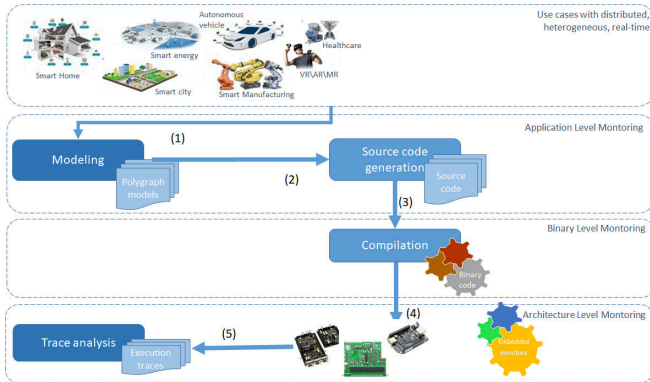 Use cases with distributed,
heterogeneous, real-time
Autonomous
vehicle
Healthcare
Smart energy
Smart Home
VR\AR\MR
Smart city
Smart Manufacturing
Application Level Montoring
(1)
Modeling
Source code
generation
(2)
Polygraph
models
Source
code
(3)
Binary Level Montoring
Compilation
Binary
code
(4)
Architecture Level Montoring
Trace analysis
(5)
Execution
traces
Embedded
monitors